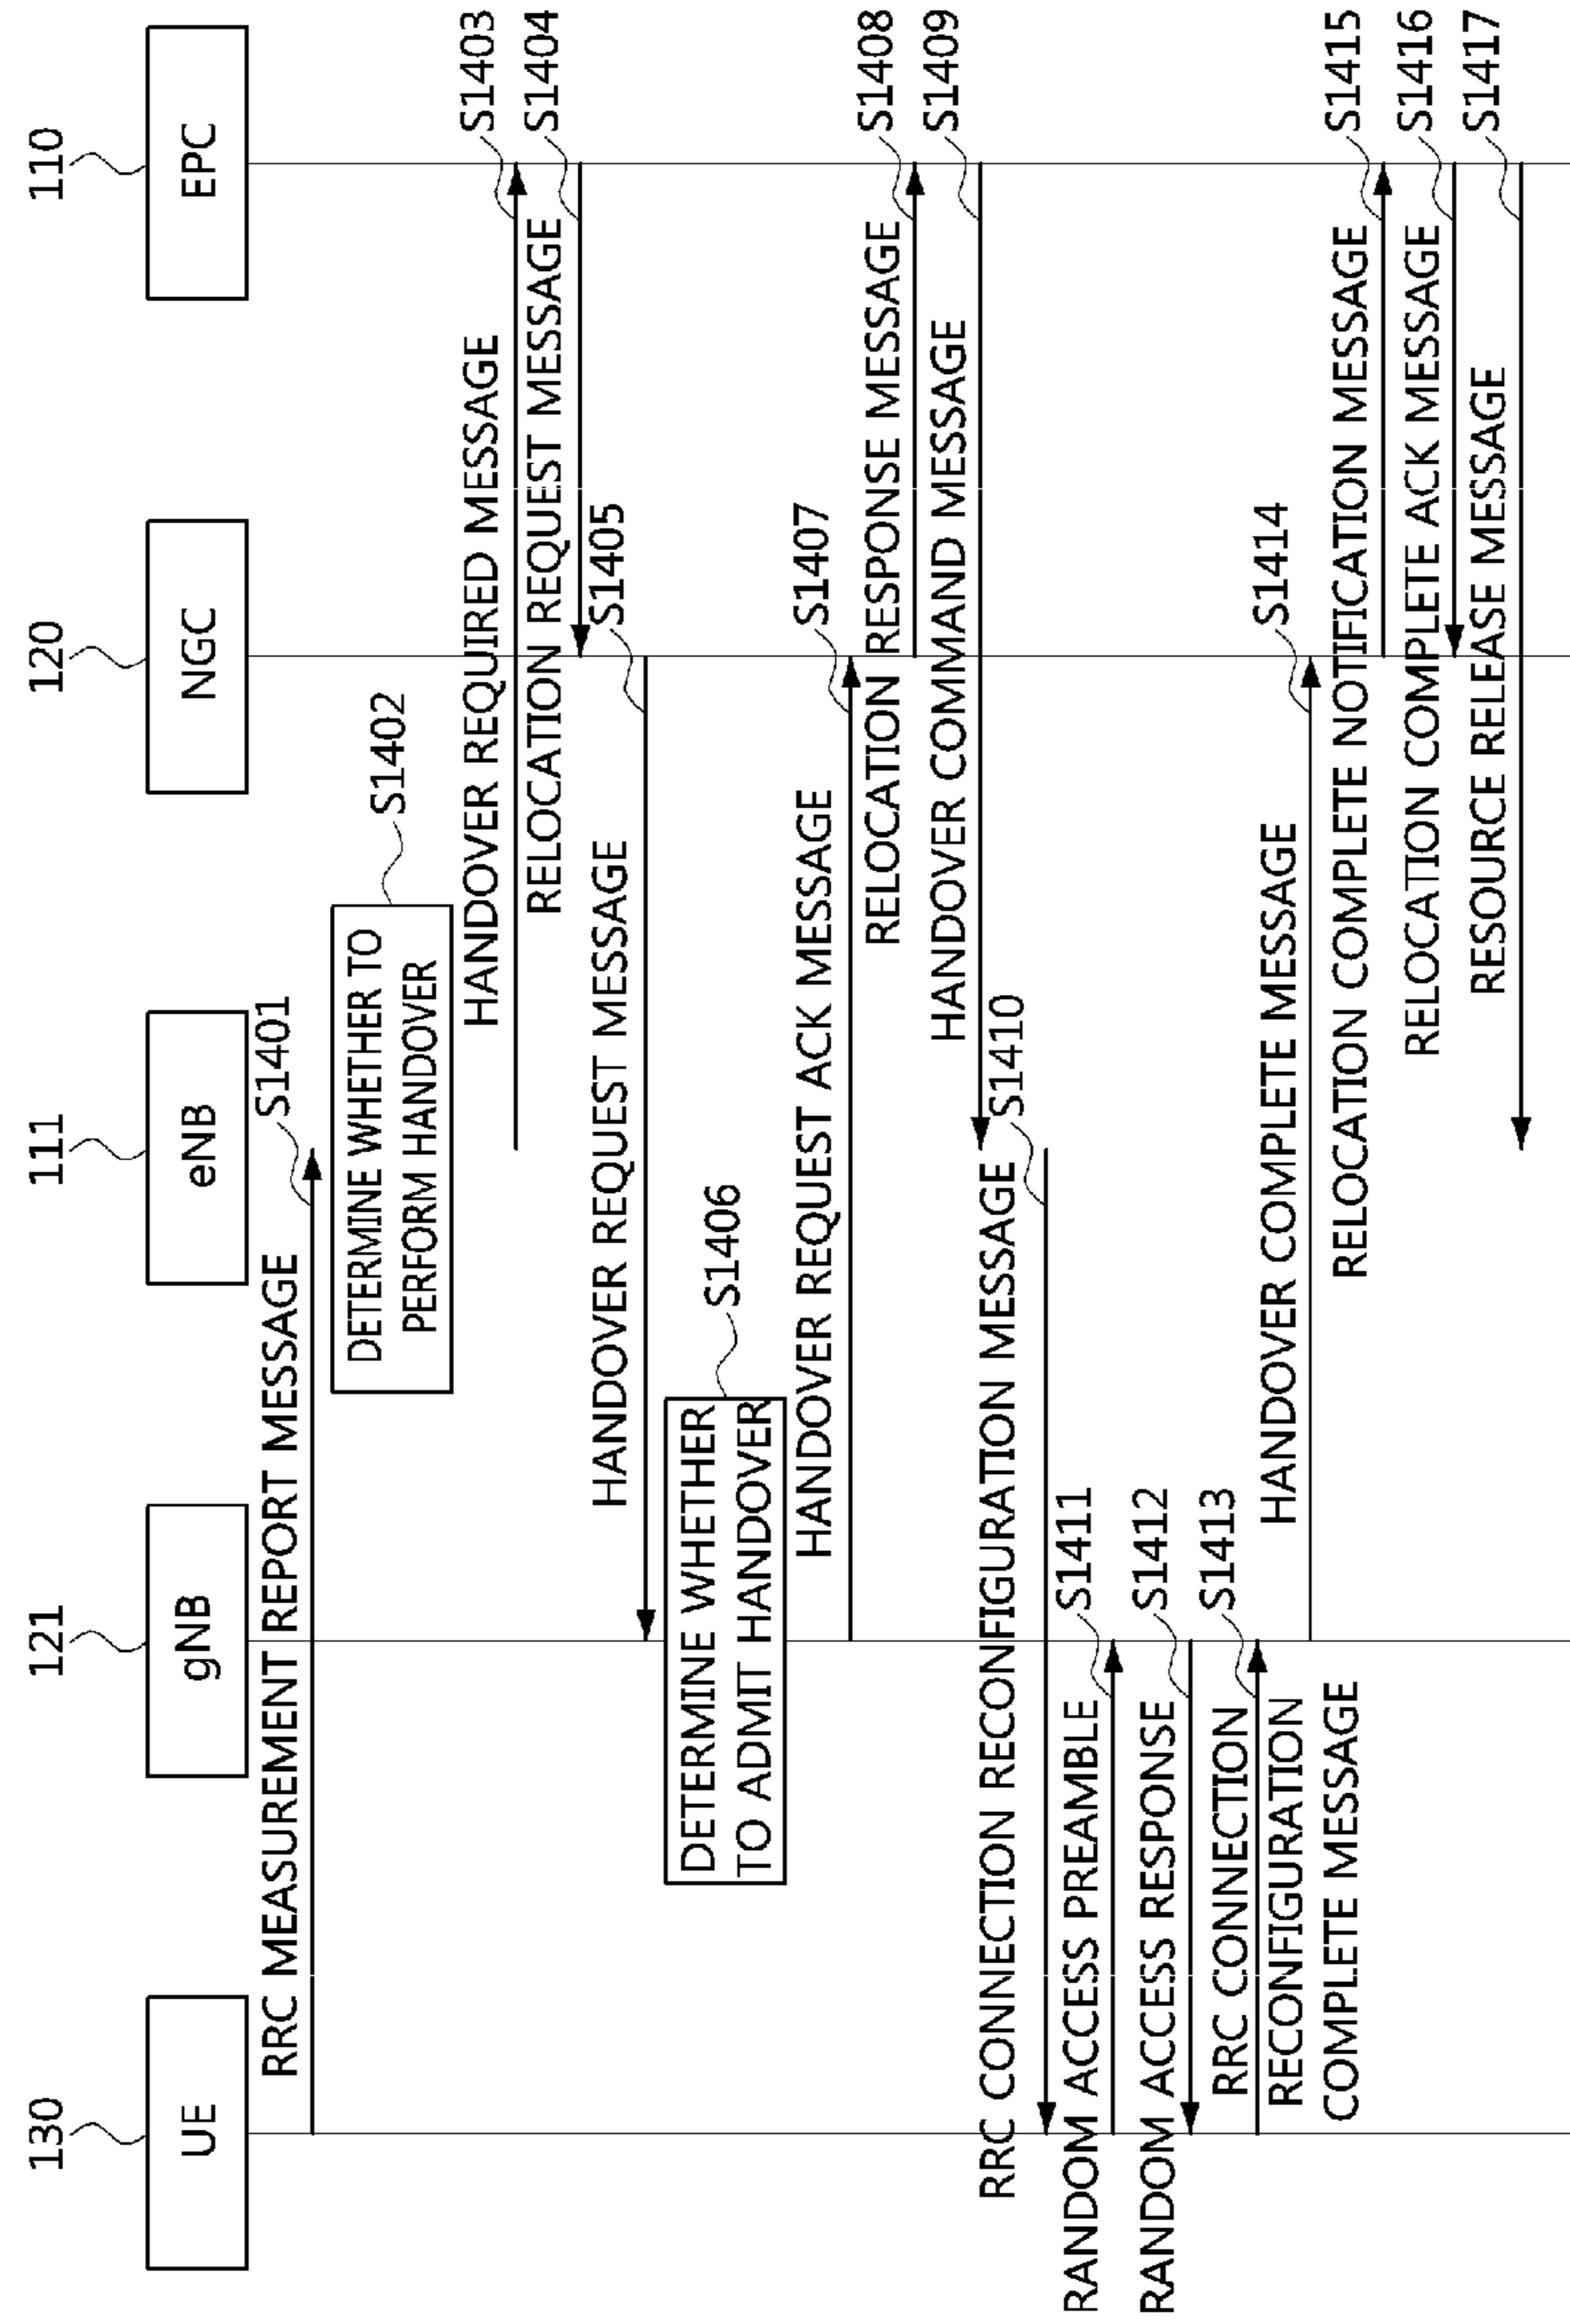 130
121
111
120
110
UE
gNB
eNB
NGC
EPC
RRC MEASUREMENT REPORT MESSAGE
S1401
DETERMINE WHETHER TO
PERFORM HANDOVER
S1402
HANDOVER REQUIRED MESSAGE
S1403
RELOCATION REQUEST MESSAGE
S1404
HANDOVER REQUEST MESSAGE
S1405
DETERMINE WHETHER
TO ADMIT HANDOVER
S1406
HANDOVER REQUEST ACK MESSAGE
S1407
RELOCATION RESPONSE MESSAGE
S1408
HANDOVER COMMAND MESSAGE
S1409
RRC CONNECTION RECONFIGURATION MESSAGE
S1410
RANDOM ACCESS PREAMBLE
S1411
RANDOM ACCESS RESPONSE
S1412
RRC CONNECTION
RECONFIGURATION
COMPLETE MESSAGE
S1413
HANDOVER COMPLETE MESSAGE
S1414
RELOCATION COMPLETE NOTIFICATION MESSAGE
S1415
RELOCATION COMPLETE ACK MESSAGE
S1416
RESOURCE RELEASE MESSAGE
S1417